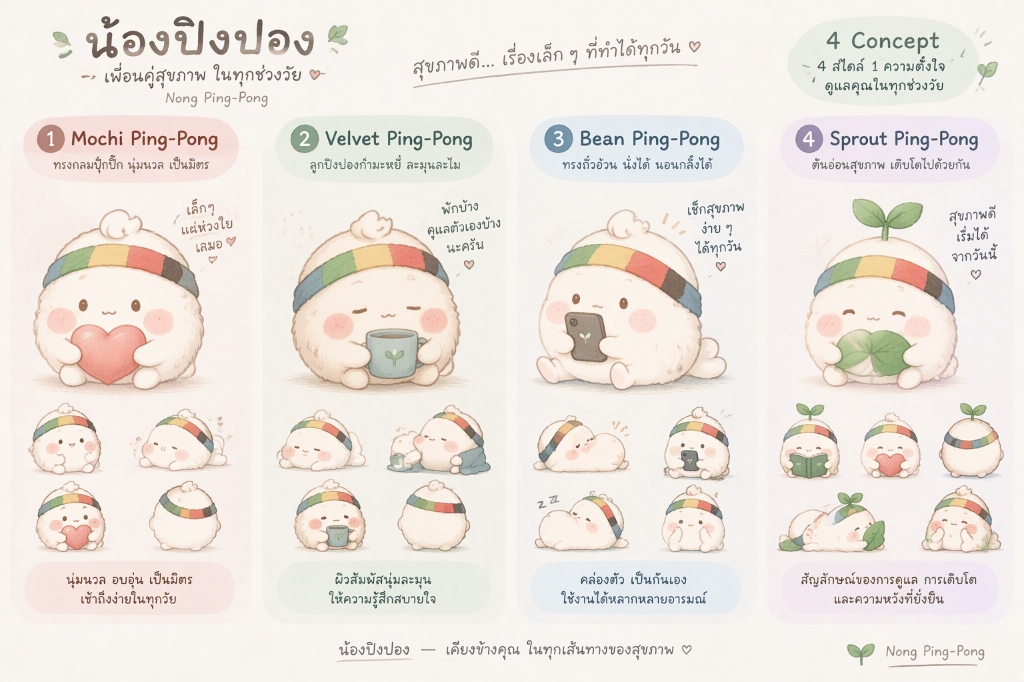 น้องปิงปอง
เพื่อนคู่สุขภาพ ในทุกช่วงวัย
Nong Ping-Pong
สุขภาพดี... เรื่องเล็ก ๆ ที่ทำได้ทุกวัน
4 Concept
4 สไตล์ 1 ความตั้งใจ
ดูแลคุณในทุกช่วงวัย
1 Mochi Ping-Pong
ทรงกลมปุ๊กปิ๊ก นุ่มนวล เป็นมิตร
เล็กๆ
แต่ห่วงใย
เสมอ
นุ่มนวล อบอุ่น เป็นมิตร
เข้าถึงง่ายในทุกวัย
2 Velvet Ping-Pong
ลูกปิงปองกำมะหยี่ ละมุนละไม
พักบ้าง
ดูแลตัวเองบ้าง
นะครับ
ผิวสัมผัสนุ่มละมุน
ให้ความรู้สึกสบายใจ
3 Bean Ping-Pong
ทรงถั่วอ้วน นั่งได้ นอนกลิ้งได้
เช็กสุขภาพ
ง่าย ๆ
ได้ทุกวัน
z z z
คล่องตัว เป็นกันเอง
ใช้งานได้หลากหลายอารมณ์
4 Sprout Ping-Pong
ต้นอ่อนสุขภาพ เติบโตไปด้วยกัน
สุขภาพดี
เริ่มได้
จากวันนี้
สัญลักษณ์ของการดูแล การเติบโต
และความหวังที่ยั่งยืน
น้องปิงปอง — เคียงข้างคุณ ในทุกเส้นทางของสุขภาพ
Nong Ping-Pong